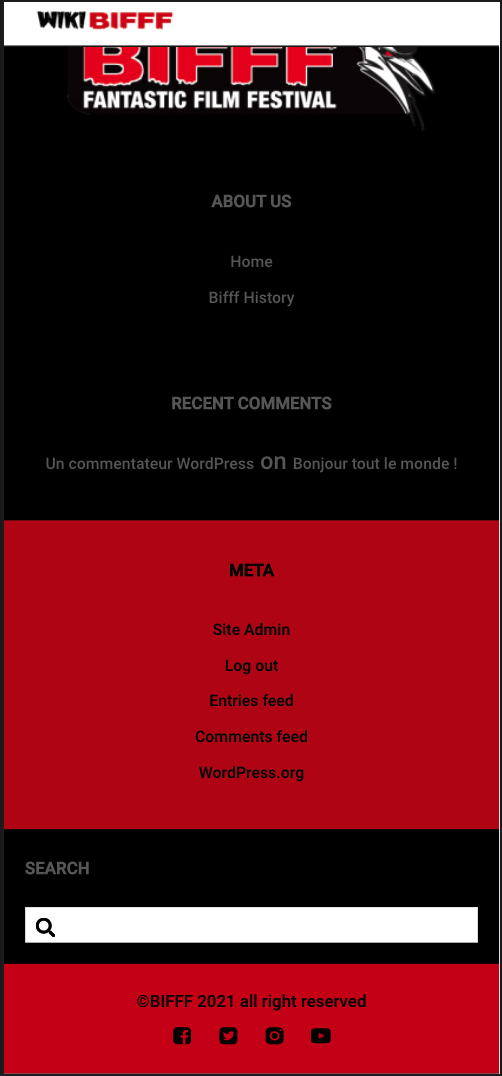 WIKI BIFFF
BIFFF
FANTASTIC FILM FESTIVAL
ABOUT US
Home
Bifff History
RECENT COMMENTS
Un commentateur WordPress on Bonjour tout le monde !
META
Site Admin
Log out
Entries feed
Comments feed
WordPress.org
SEARCH
©BIFFF 2021 all right reserved